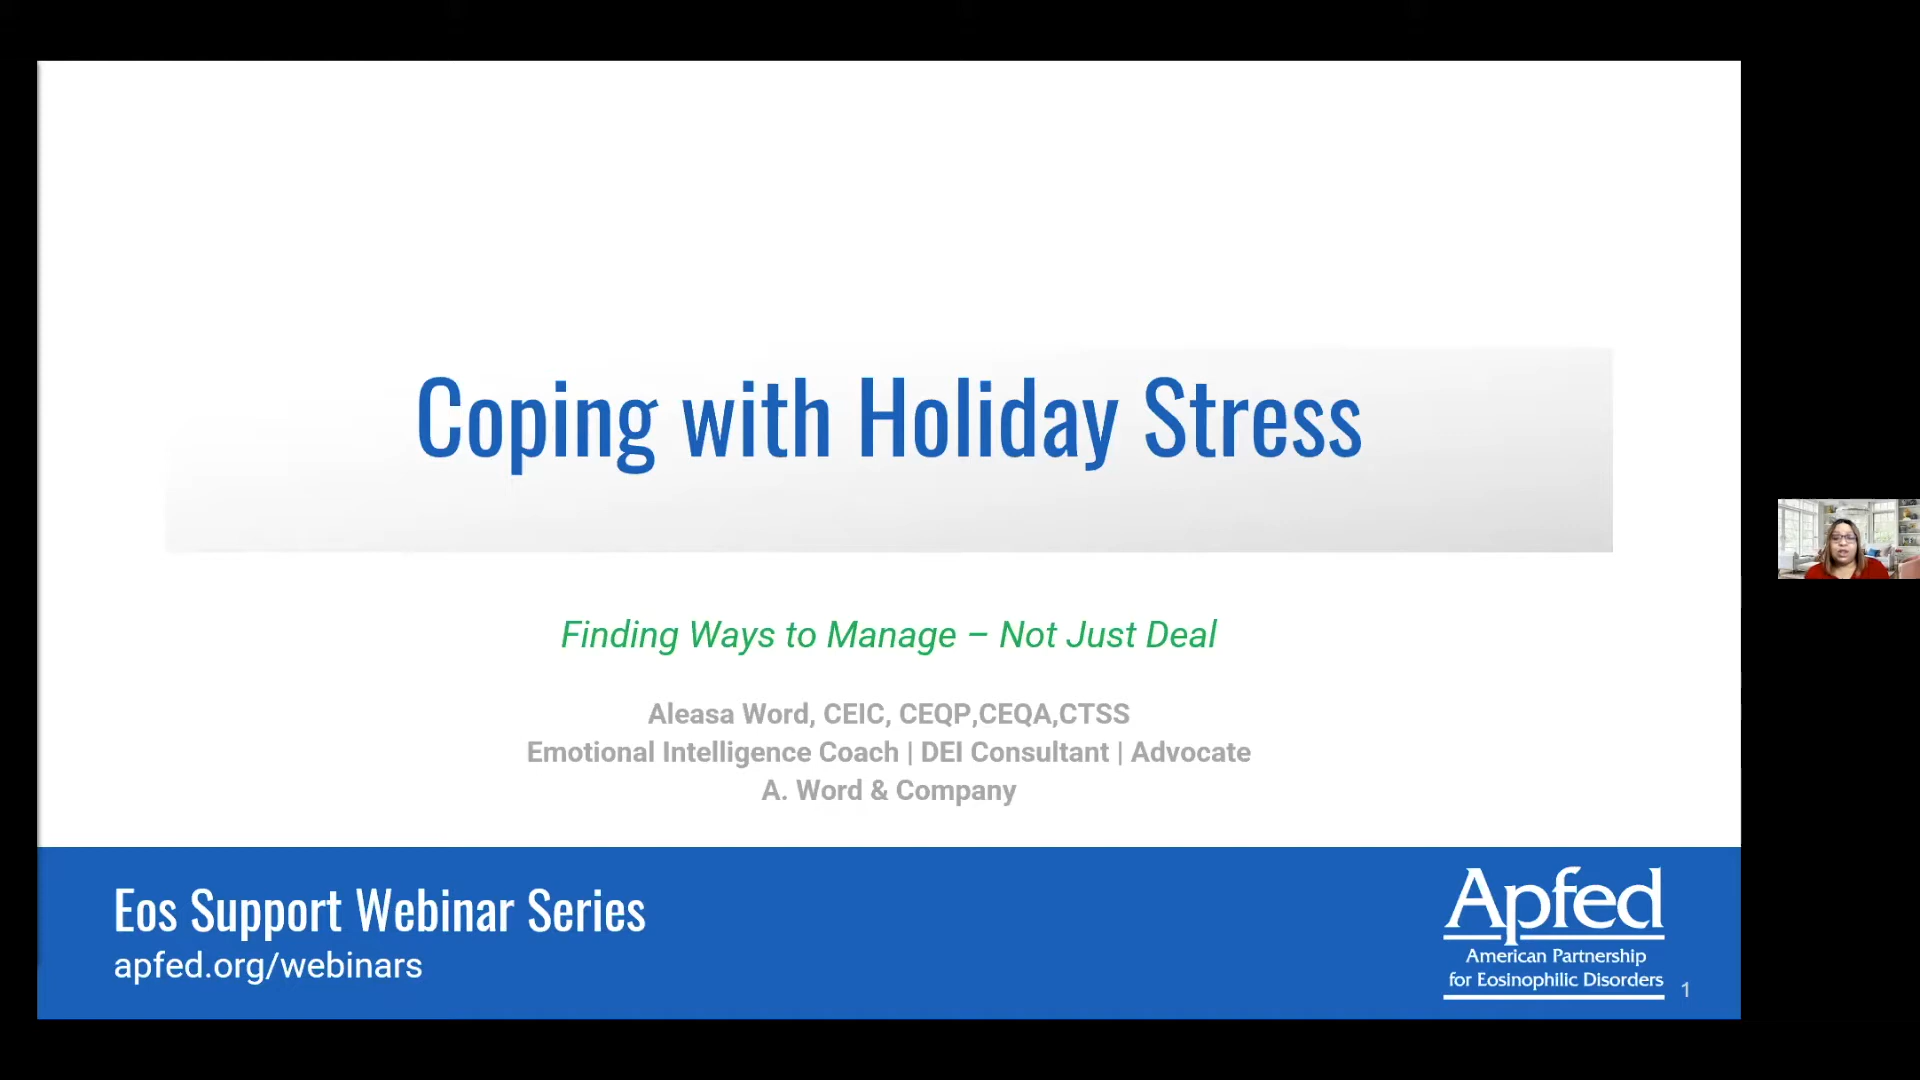 Coping with Holiday Stress
Finding Ways to Manage – Not Just Deal
Aleasa Word, CEIC, CEQP,CEQA,CTSS
Emotional Intelligence Coach | DEI Consultant | Advocate
A. Word & Company
Eos Support Webinar Series
apfed.org/webinars
Apfed
American Partnership
for Eosinophilic Disorders
1